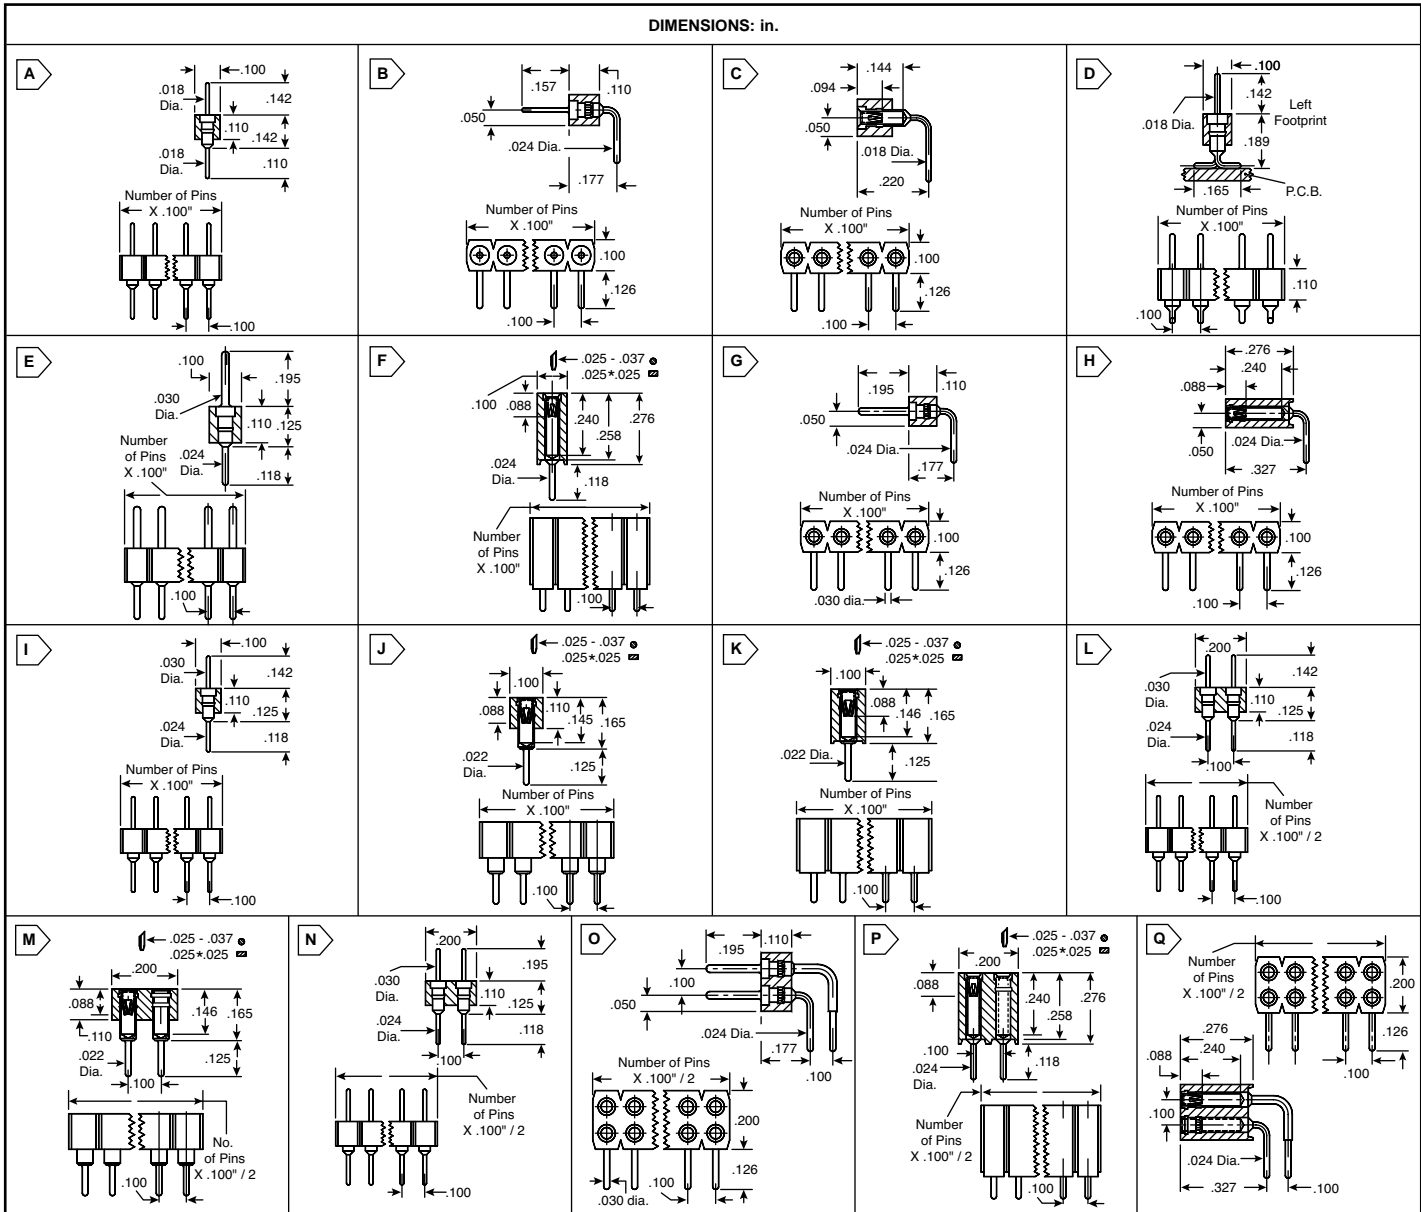 DIMENSIONS: in.
A
.100
.018
Dia.
.142
.110
.142
.018
Dia.
.110
Number of Pins
X .100"
.100
B
.157
.110
.050
.024 Dia.
.177
Number of Pins
X .100"
.100
.126
.100
C
.144
.094
.050
.018 Dia.
.220
Number of Pins
X .100"
.100
.126
.100
D
.100
.142
.018 Dia.
Left
Footprint
.189
.165
P.C.B.
Number of Pins
X .100"
.110
.100
E
.100
.195
.030
Dia.
.110
.125
Number
of Pins
X .100"
.024
Dia.
.118
.100
F
.025 - .037
.025*.025
.100
.088
.240
.276
.258
.024
Dia.
.118
Number
of Pins
X .100"
.100
G
.195
.110
.050
.024 Dia.
.177
Number of Pins
X .100"
.100
.126
.030 dia.
H
.276
.240
.088
.050
.024 Dia.
.327
Number of Pins
X .100"
.100
.126
.100
I
.100
.030
Dia.
.142
.110
.125
.024
Dia.
.118
Number of Pins
X .100"
.100
J
.025 - .037
.025*.025
.100
.088
.110
.145
.165
.022
Dia.
.125
Number of Pins
X .100"
.100
K
.025 - .037
.025*.025
.100
.088
.146
.165
.022 Dia.
.125
Number of Pins
X .100"
.100
L
.200
.030
Dia.
.142
.110
.125
.024
Dia.
.118
.100
Number
of Pins
X .100" / 2
.100
M
.025 - .037
.025*.025
.200
.088
.146
.165
.110
.022
Dia.
.125
.100
No.
of Pins
X .100" / 2
.100
N
.200
.195
.030
Dia.
.110
.125
.024
Dia.
.118
.100
Number
of Pins
X .100" / 2
.100
O
.195
.110
.100
.050
.024 Dia.
.177
.100
Number of Pins
X .100" / 2
.200
.126
.100
.030 dia.
P
.025 - .037
.025*.025
.200
.088
.240
.276
.258
.100
.118
.024
Dia.
Number
of Pins
X .100" / 2
.100
Q
Number
of Pins
X .100" / 2
.200
.126
.276
.240
.088
.100
.100
.024 Dia.
.327
.100